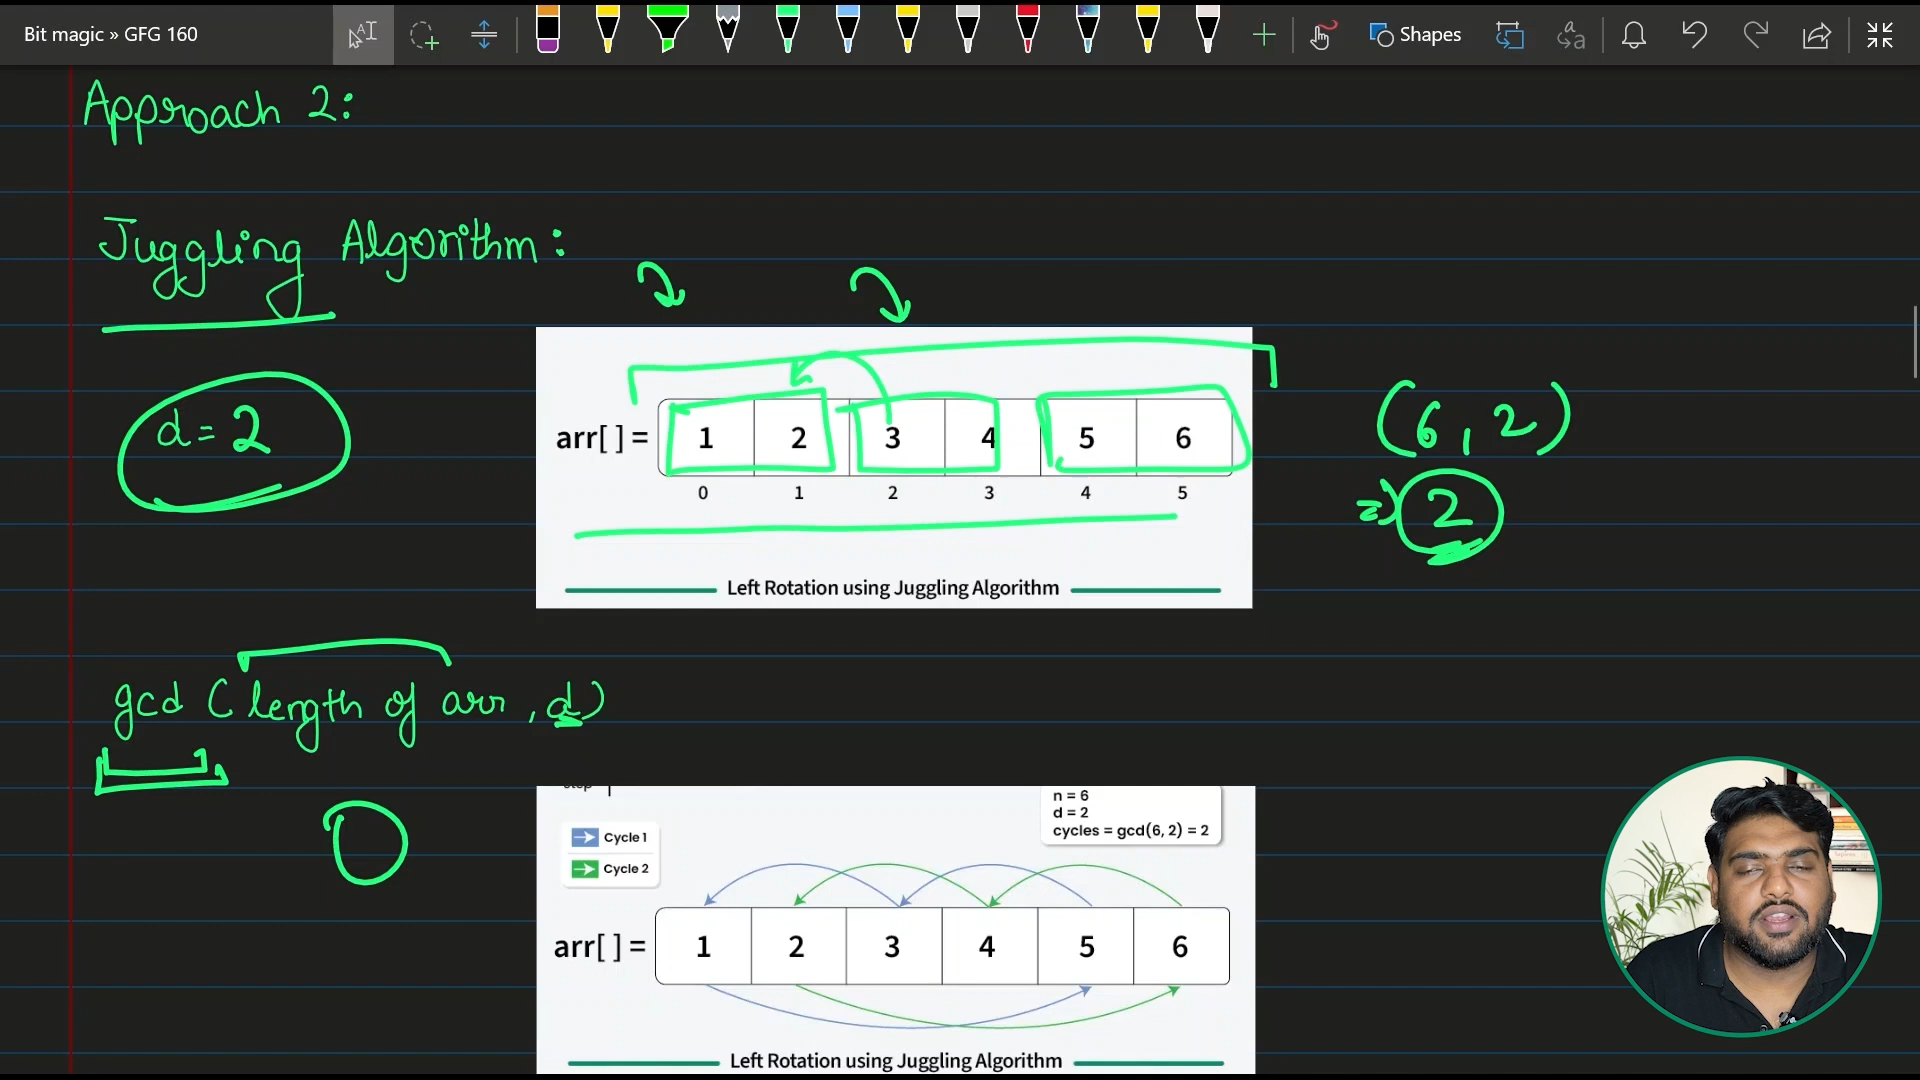 Bit magic » GFG 160
Shapes
Approach 2:
Juggling Algorithm:
d = 2
arr[ ] = 1 2 3 4 5 6
0 1 2 3 4 5
Left Rotation using Juggling Algorithm
(6, 2)
=> 2
gcd (length of arr, d)
n = 6
d = 2
cycles = gcd(6, 2) = 2
Cycle 1
Cycle 2
arr[ ] = 1 2 3 4 5 6
Left Rotation using Juggling Algorithm